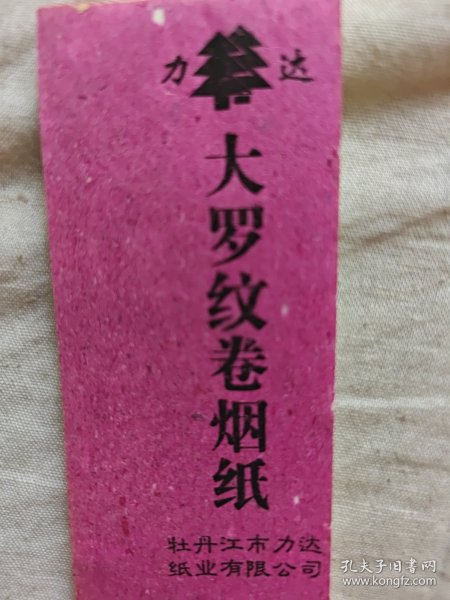 力达
大罗纹卷烟纸
牡丹江市力达
纸业有限公司
孔夫子旧书网
www.kongfz.com